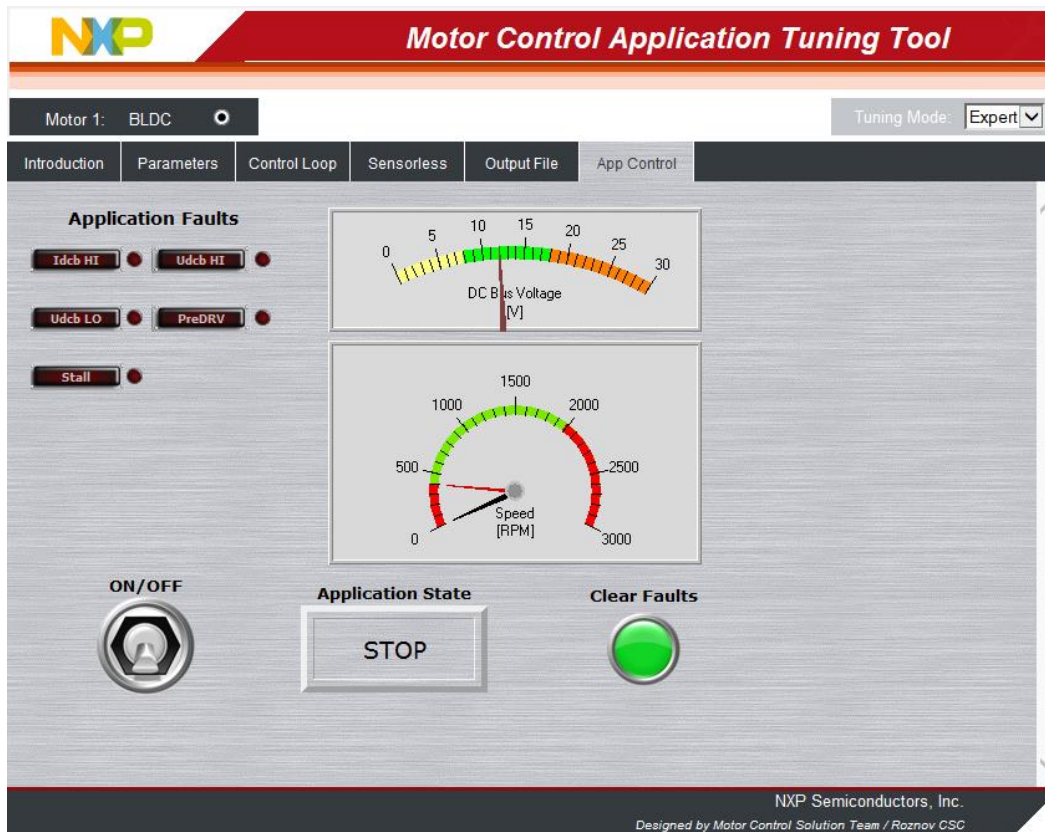 NXP
Motor Control Application Tuning Tool
Motor 1: BLDC
Tuning Mode: Expert
Introduction Parameters Control Loop Sensorless Output File App Control
Application Faults
Idcb HI Udcb HI
Udcb LO PreDRV
Stall
0 5 10 15 20 25 30
DC Bus Voltage
[V]
0 500 1000 1500 2000 2500 3000
Speed
[RPM]
ON/OFF
Application State
STOP
Clear Faults
NXP Semiconductors, Inc.
Designed by Motor Control Solution Team / Roznov CSC